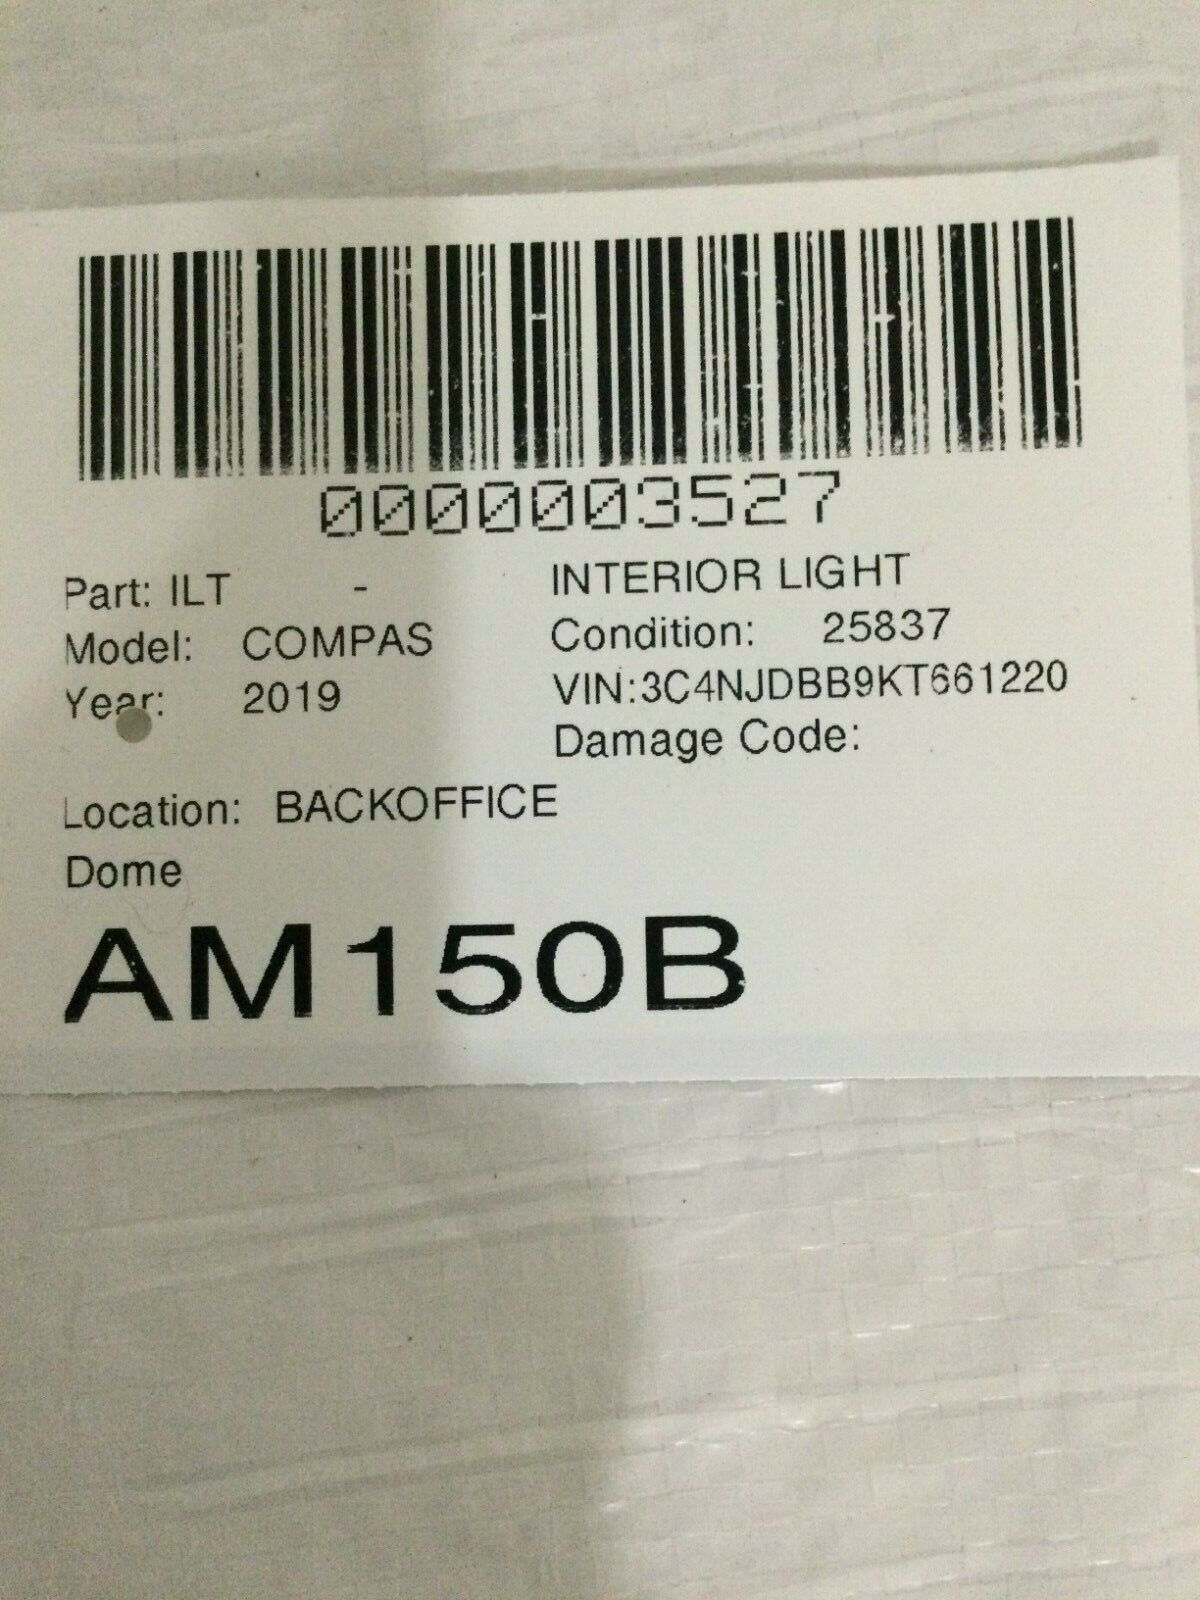 0000003527
Part: ILT - INTERIOR LIGHT
Model: COMPAS Condition: 25837
Year: 2019 VIN:3C4NJDBB9KT661220
Damage Code:
Location: BACKOFFICE
Dome
AM150B